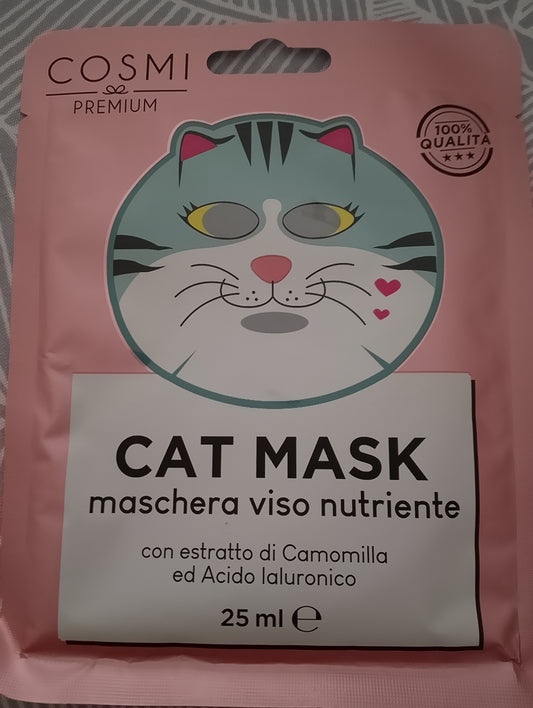 COSMI
PREMIUM
100%
QUALITÀ
CAT MASK
maschera viso nutriente
con estratto di Camomilla
ed Acido Ialuronico
25 ml ℮